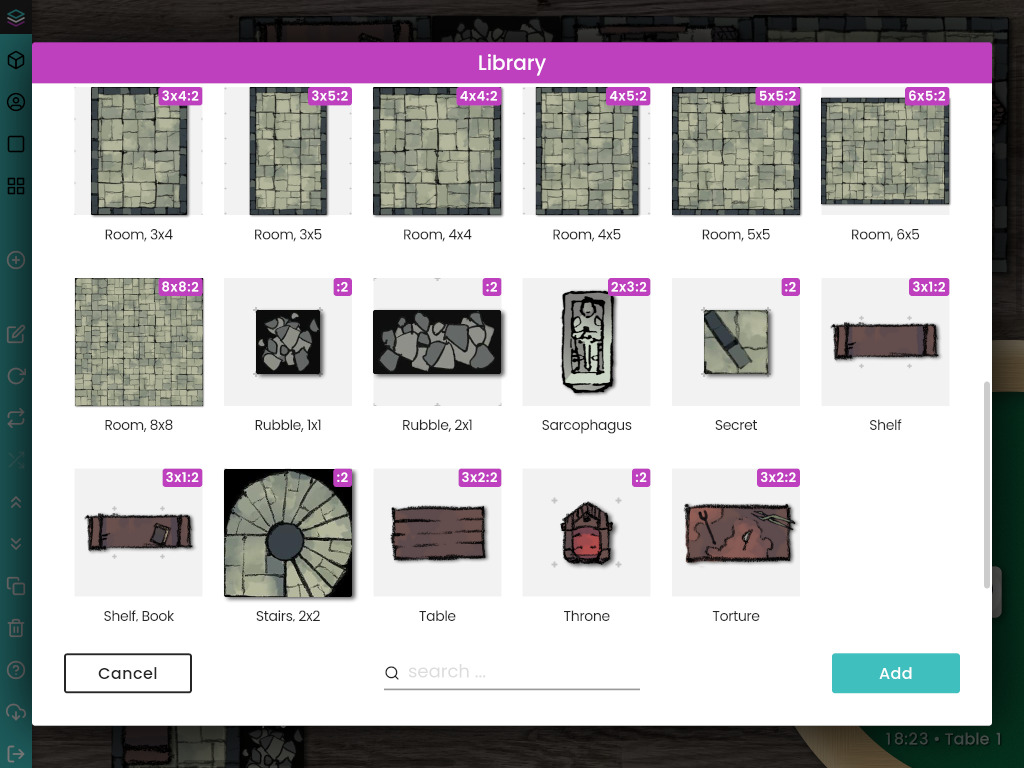 Library
3x4:2
3x5:2
4x4:2
4x5:2
5x5:2
6x5:2
Room, 3x4
Room, 3x5
Room, 4x4
Room, 4x5
Room, 5x5
Room, 6x5
8x8:2
:2
:2
2x3:2
:2
3x1:2
Room, 8x8
Rubble, 1x1
Rubble, 2x1
Sarcophagus
Secret
Shelf
3x1:2
:2
3x2:2
:2
3x2:2
Shelf, Book
Stairs, 2x2
Table
Throne
Torture
Cancel
search ...
Add
18:23 • Table 1